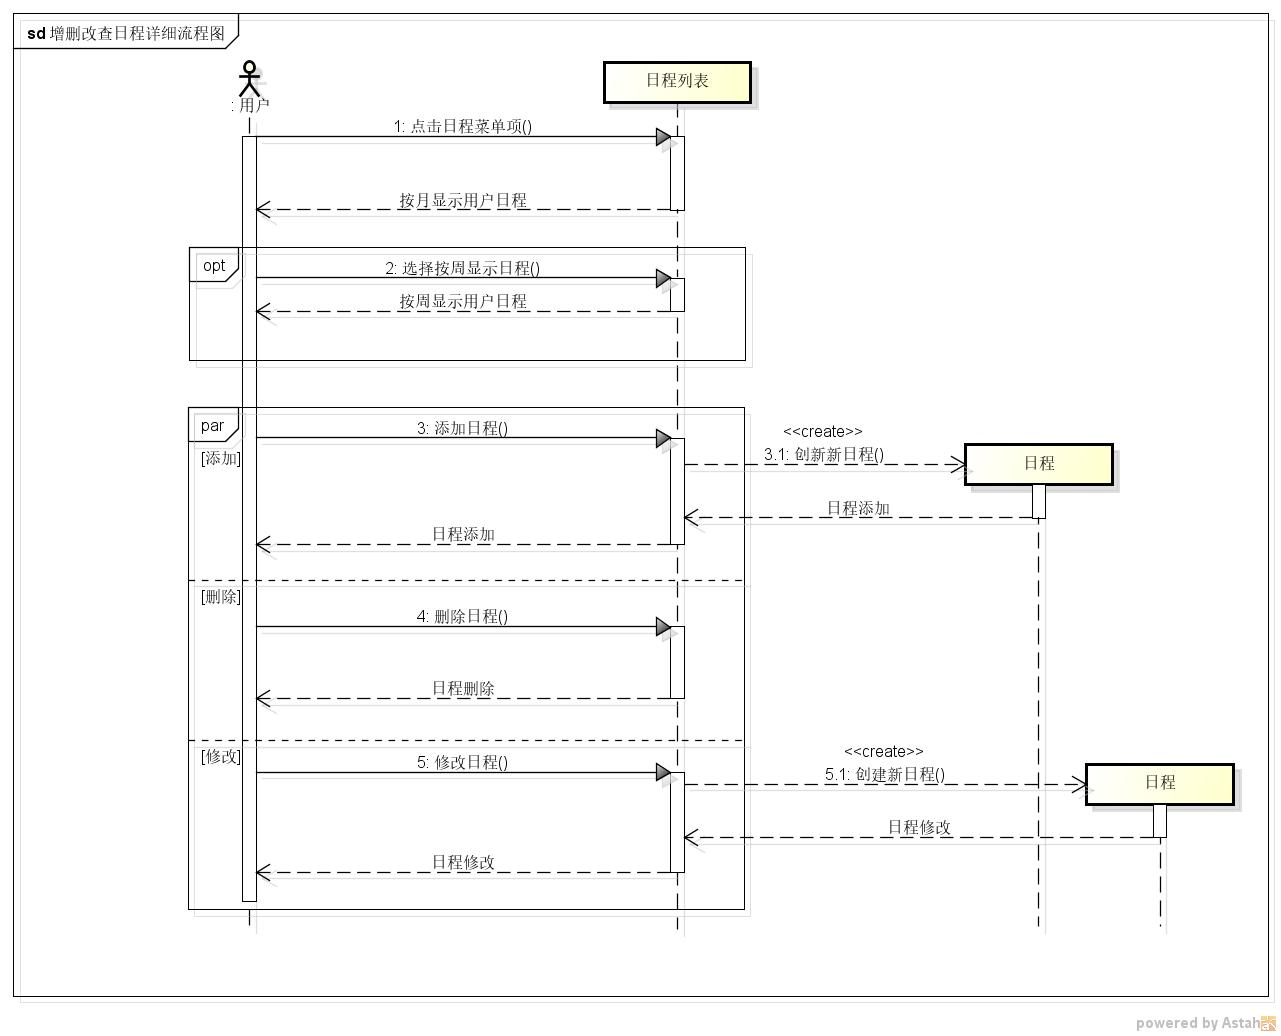 sd 增删改查日程详细流程图
: 用户
日程列表
1: 点击日程菜单项()
按月显示用户日程
opt
2: 选择按周显示日程()
按周显示用户日程
par
[添加]
3: 添加日程()
<<create>>
3.1: 创新新日程()
日程
日程添加
日程添加
[删除]
4: 删除日程()
日程删除
[修改]
5: 修改日程()
<<create>>
5.1: 创建新日程()
日程
日程修改
日程修改
powered by Astah